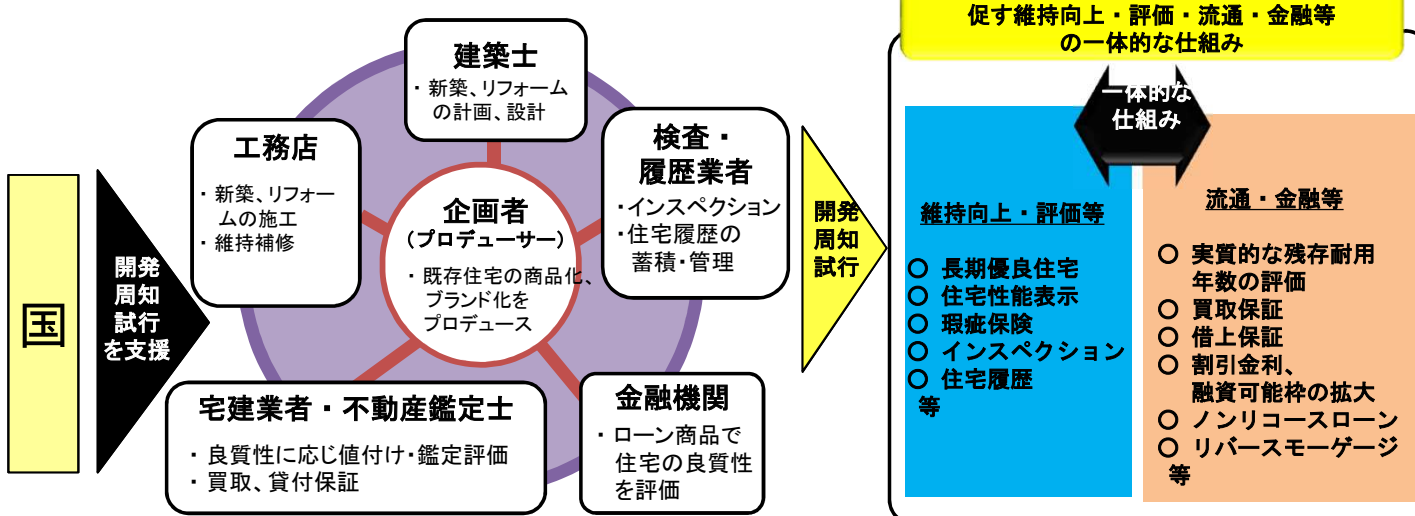 国
開発
周知
試行
を支援
建築士
・ 新築、リフォーム
の計画、設計
工務店
・ 新築、リフォー
ムの施工
・ 維持補修
検査・
履歴業者
・インスペクション
・住宅履歴の
蓄積・管理
企画者
（プロデューサー）
・ 既存住宅の商品化、
ブランド化を
プロデュース
宅建業者・不動産鑑定士
・ 良質性に応じ値付け・鑑定評価
・ 買取、貸付保証
金融機関
・ ローン商品で
住宅の良質性
を評価
開発
周知
試行
促す維持向上・評価・流通・金融等
の一体的な仕組み
一体的な
仕組み
維持向上・評価等
○ 長期優良住宅
○ 住宅性能表示
○ 瑕疵保険
○ インスペクション
○ 住宅履歴
等
流通・金融等
○ 実質的な残存耐用
年数の評価
○ 買取保証
○ 借上保証
○ 割引金利、
融資可能枠の拡大
○ ノンリコースローン
○ リバースモーゲージ
等